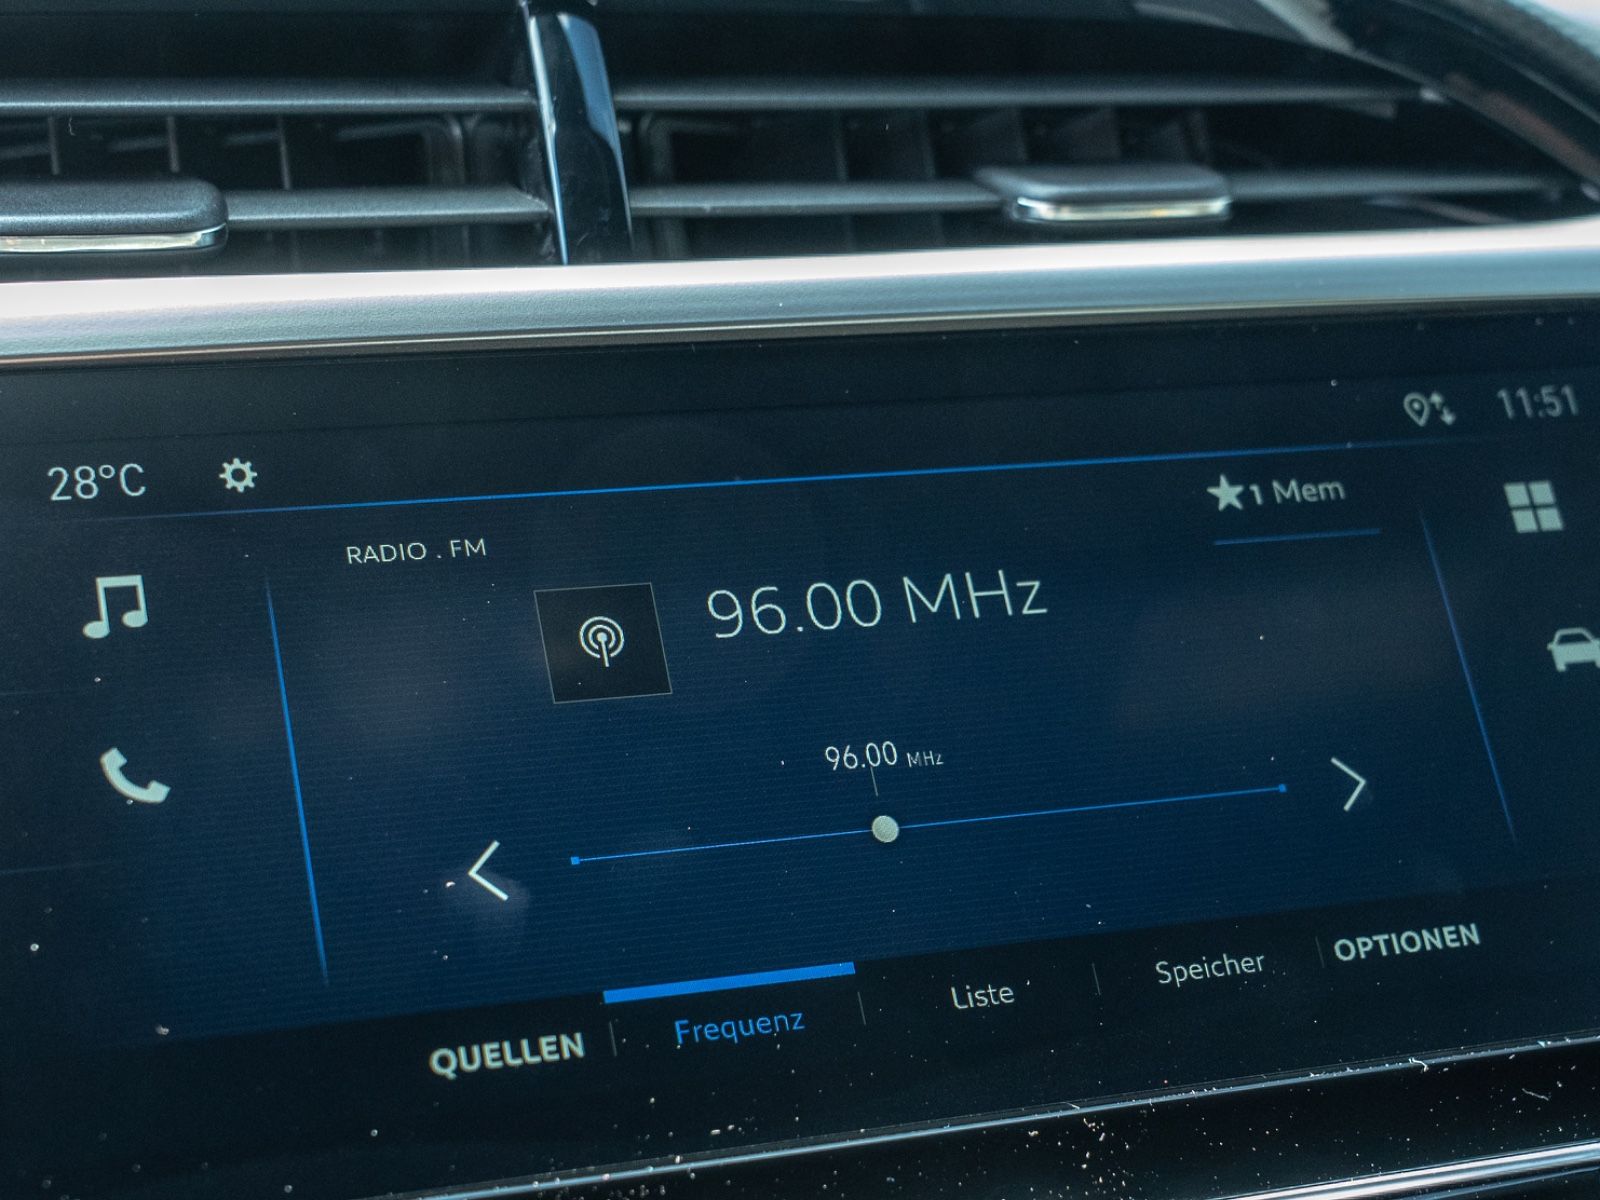 28°C
11:51
1 Mem
RADIO . FM
96.00 MHz
96.00 MHz
QUELLEN
Frequenz
Liste
Speicher
OPTIONEN